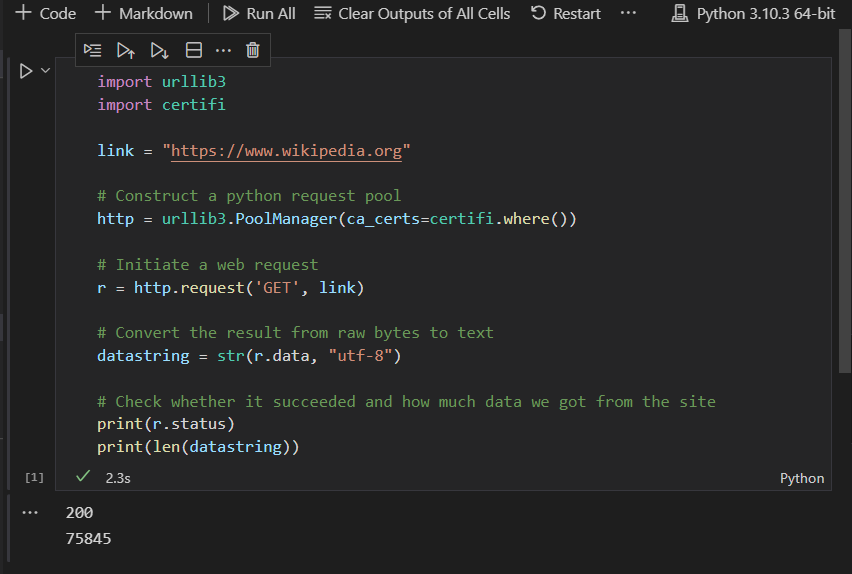 Code Markdown Run All Clear Outputs of All Cells Restart ... Python 3.10.3 64-bit
import urllib3
import certifi
link = "https://www.wikipedia.org"
# Construct a python request pool
http = urllib3.PoolManager(ca_certs=certifi.where())
# Initiate a web request
r = http.request('GET', link)
# Convert the result from raw bytes to text
datastring = str(r.data, "utf-8")
# Check whether it succeeded and how much data we got from the site
print(r.status)
print(len(datastring))
[1] 2.3s Python
200
75845